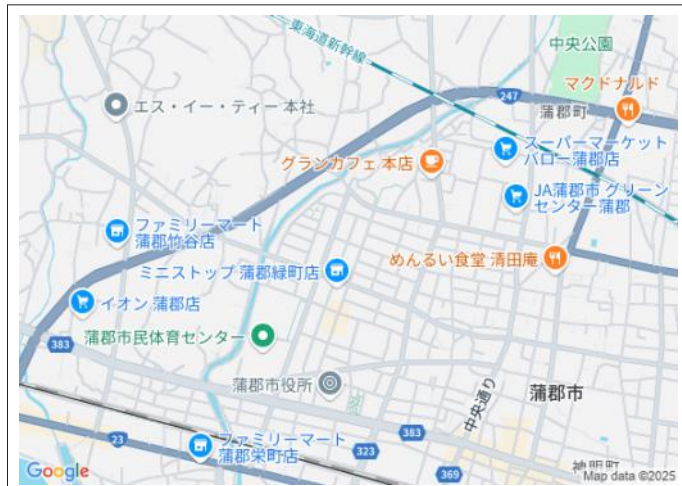 東海道新幹線
中央公園
マクドナルド
247
蒲郡町
エス・イー・ティー 本社
スーパーマーケット
バロー蒲郡店
グランカフェ 本店
JA蒲郡市 グリーン
センター蒲郡
ファミリーマート
蒲郡竹谷店
めんるい食堂 清田庵
ミニストップ 蒲郡緑町店
イオン 蒲郡店
蒲郡市民体育センター
383
蒲郡市役所
中央通り
蒲郡市
23
ファミリーマート
蒲郡栄町店
383
323
369
神明町
Google
Map data ©2025